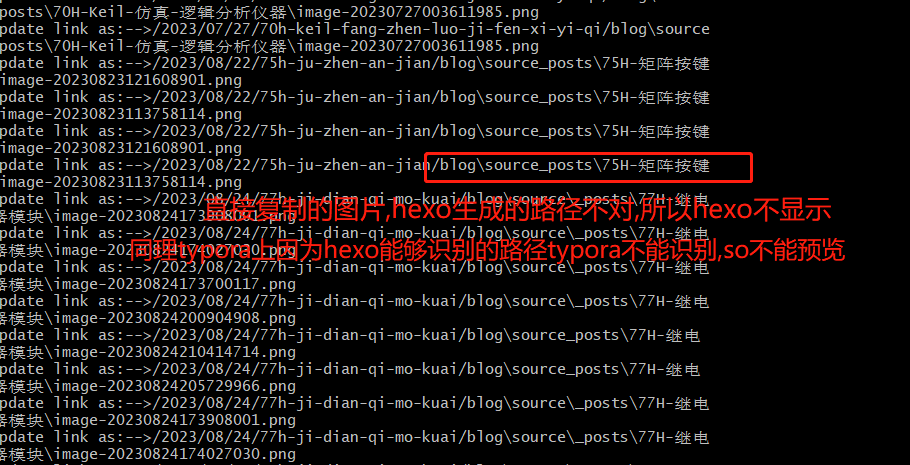 posts\70H-Keil-仿真-逻辑分析仪器\image-20230727003611985.png
pdate link as:-->/2023/07/27/70h-keil-fang-zhen-luo-ji-fen-xi-yi-qi/blog\source
posts\70H-Keil-仿真-逻辑分析仪器\image-20230727003611985.png
pdate link as:-->/2023/08/22/75h-ju-zhen-an-jian/blog\source_posts\75H-矩阵按键
image-20230823121608901.png
pdate link as:-->/2023/08/22/75h-ju-zhen-an-jian/blog\source_posts\75H-矩阵按键
image-20230823113758114.png
pdate link as:-->/2023/08/22/75h-ju-zhen-an-jian/blog\source_posts\75H-矩阵按键
image-20230823121608901.png
pdate link as:-->/2023/08/22/75h-ju-zhen-an-jian/blog\source_posts\75H-矩阵按键
image-20230823113758114.png
pdate link as:-->/2023/08/24/77h-ji-dian-qi-mo-kuai/blog\source\_posts\77H-继电
直接复制的图片,hexo生成的路径不对,所以hexo不显示
器模块\image-20230824173908001.png
pdate link as:-->/2023/08/24/77h-ji-dian-qi-mo-kuai/blog\source\_posts\77H-继电
同理typero上因为hexo能够识别的路径typora不能识别,so不能预览
器模块\image-20230824174027030.png
pdate link as:-->/2023/08/24/77h-ji-dian-qi-mo-kuai/blog\source\_posts\77H-继电
器模块\image-20230824173700117.png
pdate link as:-->/2023/08/24/77h-ji-dian-qi-mo-kuai/blog\source\_posts\77H-继电
器模块\image-20230824200904908.png
pdate link as:-->/2023/08/24/77h-ji-dian-qi-mo-kuai/blog\source_posts\77H-继电
器模块\image-20230824210414714.png
pdate link as:-->/2023/08/24/77h-ji-dian-qi-mo-kuai/blog\source_posts\77H-继电
器模块\image-20230824205729966.png
pdate link as:-->/2023/08/24/77h-ji-dian-qi-mo-kuai/blog\source\_posts\77H-继电
器模块\image-20230824173908001.png
pdate link as:-->/2023/08/24/77h-ji-dian-qi-mo-kuai/blog\source\_posts\77H-继电
器模块\image-20230824174027030.png